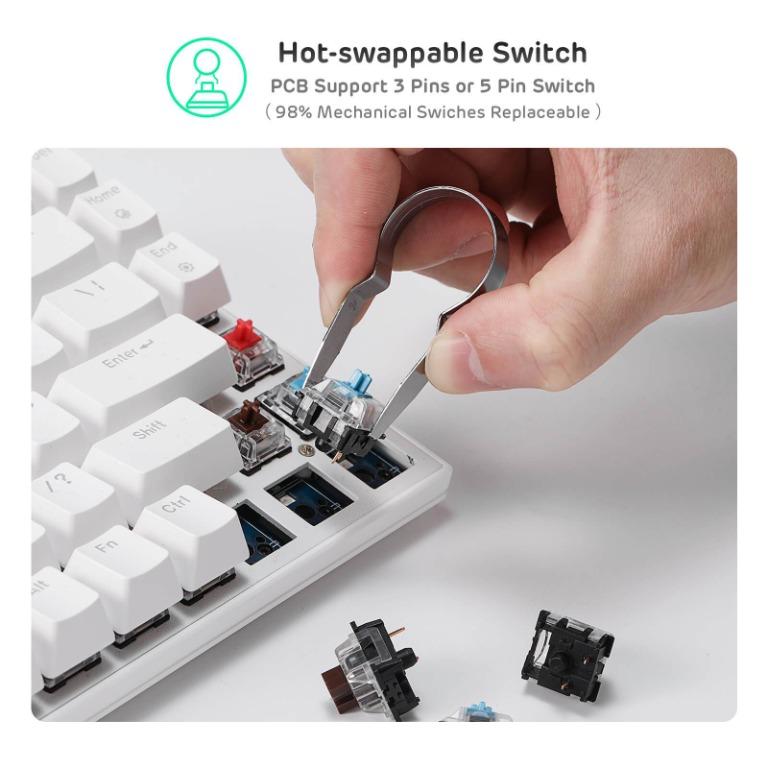 Hot-swappable Switch
PCB Support 3 Pins or 5 Pin Switch
( 98% Mechanical Swiches Replaceable )
Home
End
\ |
Enter
Shift
/ ?
Ctrl
Fn